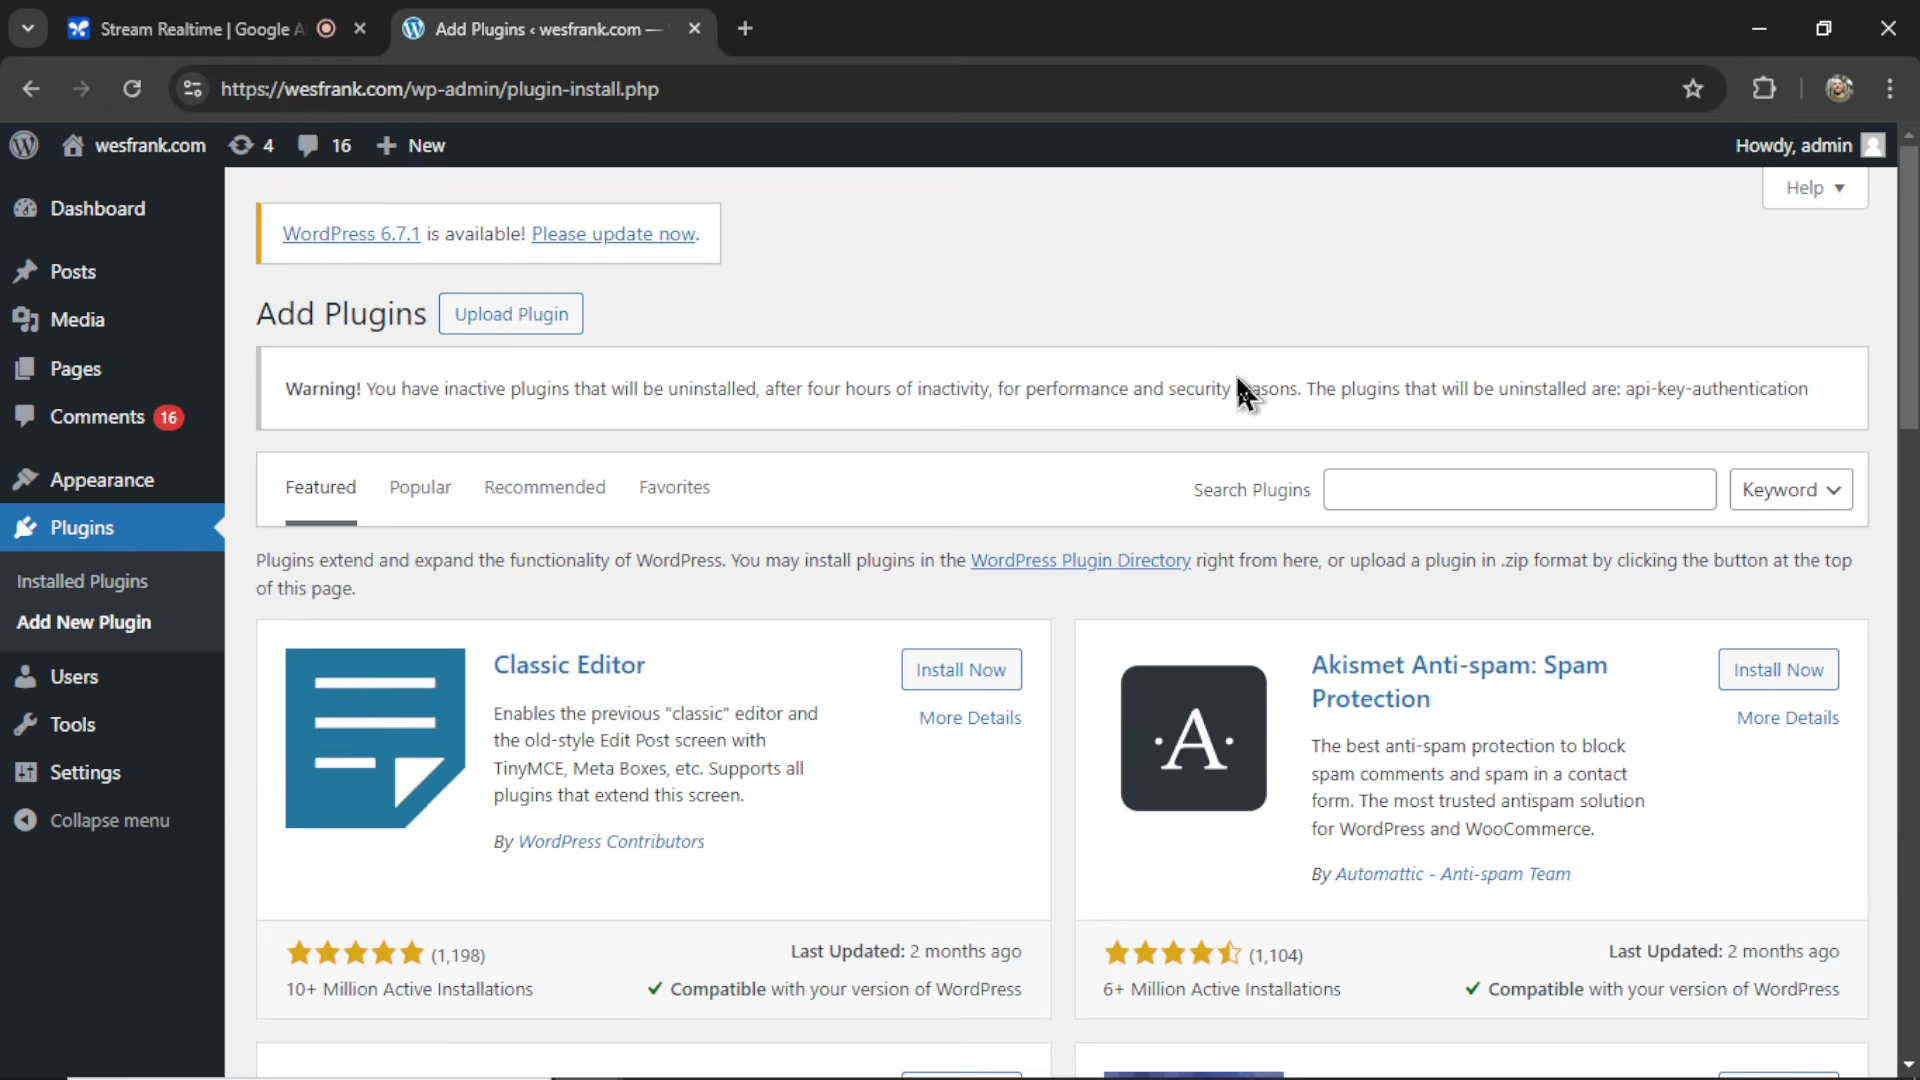 Stream Realtime | Google A
Add Plugins ‹ wesfrank.com —
https://wesfrank.com/wp-admin/plugin-install.php
wesfrank.com
4
16
New
Howdy, admin
Help
Dashboard
Posts
Media
Pages
Comments 16
Appearance
Plugins
Installed Plugins
Add New Plugin
Users
Tools
Settings
Collapse menu
WordPress 6.7.1 is available! Please update now.
Add Plugins
Upload Plugin
Warning! You have inactive plugins that will be uninstalled, after four hours of inactivity, for performance and security reasons. The plugins that will be uninstalled are: api-key-authentication
Featured
Popular
Recommended
Favorites
Search Plugins
Keyword
Plugins extend and expand the functionality of WordPress. You may install plugins in the WordPress Plugin Directory right from here, or upload a plugin in .zip format by clicking the button at the top
of this page.
Classic Editor
Install Now
More Details
Enables the previous "classic" editor and
the old-style Edit Post screen with
TinyMCE, Meta Boxes, etc. Supports all
plugins that extend this screen.
By WordPress Contributors
(1,198)
Last Updated: 2 months ago
10+ Million Active Installations
Compatible with your version of WordPress
·A·
Akismet Anti-spam: Spam
Protection
Install Now
More Details
The best anti-spam protection to block
spam comments and spam in a contact
form. The most trusted antispam solution
for WordPress and WooCommerce.
By Automattic - Anti-spam Team
(1,104)
Last Updated: 2 months ago
6+ Million Active Installations
Compatible with your version of WordPress